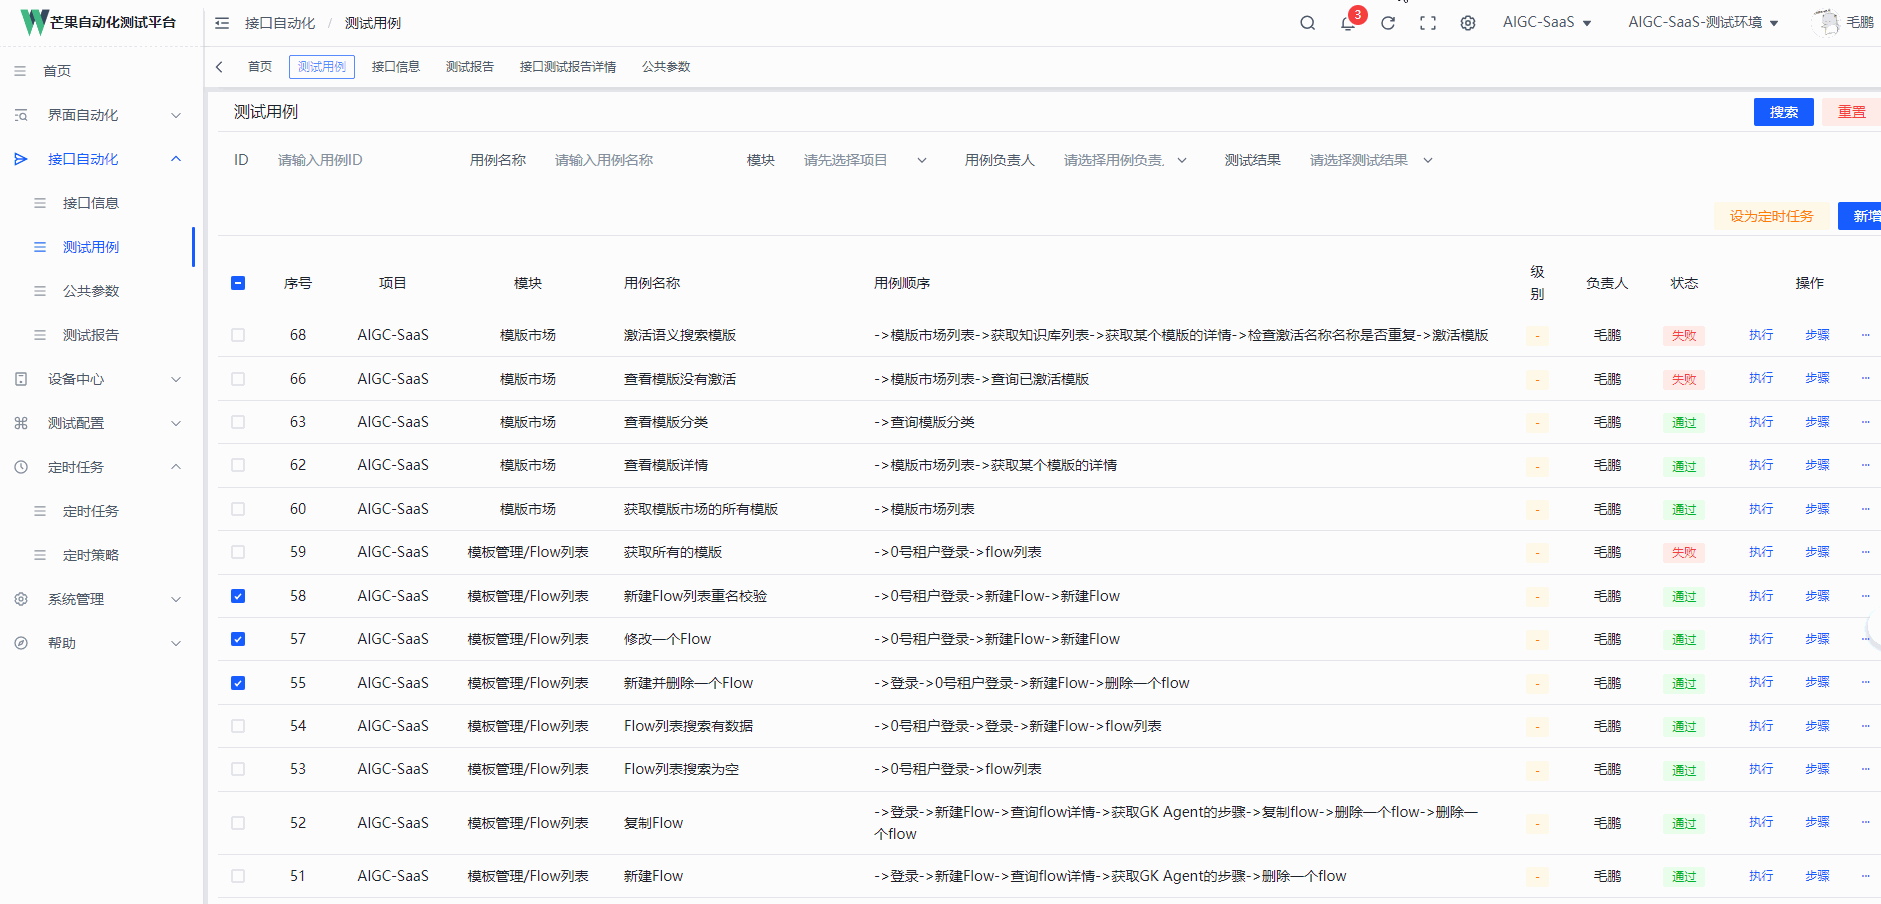 芒果自动化测试平台
接口自动化 / 测试用例
3
AIGC-SaaS
AIGC-SaaS-测试环境
毛鹏
首页
界面自动化
接口自动化
接口信息
测试用例
公共参数
测试报告
设备中心
测试配置
定时任务
定时任务
定时策略
系统管理
帮助
首页 测试用例 接口信息 测试报告 接口测试报告详情 公共参数
测试用例
搜索 重置
ID 请输入用例ID 用例名称 请输入用例名称 模块 请先选择项目 用例负责人 请选择用例负责 测试结果 请选择测试结果
设为定时任务 新增
序号 项目 模块 用例名称 用例顺序 级别 负责人 状态 操作
68 AIGC-SaaS 模版市场 激活语义搜索模版 ->模版市场列表->获取知识库列表->获取某个模版的详情->检查激活名称名称是否重复->激活模版 - 毛鹏 失败 执行 步骤 ...
66 AIGC-SaaS 模版市场 查看模版没有激活 ->模版市场列表->查询已激活模版 - 毛鹏 失败 执行 步骤 ...
63 AIGC-SaaS 模版市场 查看模版分类 ->查询模版分类 - 毛鹏 通过 执行 步骤 ...
62 AIGC-SaaS 模版市场 查看模版详情 ->模版市场列表->获取某个模版的详情 - 毛鹏 通过 执行 步骤 ...
60 AIGC-SaaS 模版市场 获取模版市场的所有模版 ->模版市场列表 - 毛鹏 通过 执行 步骤 ...
59 AIGC-SaaS 模板管理/Flow列表 获取所有的模版 ->0号租户登录->flow列表 - 毛鹏 失败 执行 步骤 ...
58 AIGC-SaaS 模板管理/Flow列表 新建Flow列表重名校验 ->0号租户登录->新建Flow->新建Flow - 毛鹏 通过 执行 步骤 ...
57 AIGC-SaaS 模板管理/Flow列表 修改一个Flow ->0号租户登录->新建Flow->新建Flow - 毛鹏 通过 执行 步骤 ...
55 AIGC-SaaS 模板管理/Flow列表 新建并删除一个Flow ->登录->0号租户登录->新建Flow->删除一个flow - 毛鹏 通过 执行 步骤 ...
54 AIGC-SaaS 模板管理/Flow列表 Flow列表搜索有数据 ->0号租户登录->登录->新建Flow->flow列表 - 毛鹏 通过 执行 步骤 ...
53 AIGC-SaaS 模板管理/Flow列表 Flow列表搜索为空 ->0号租户登录->flow列表 - 毛鹏 通过 执行 步骤 ...
52 AIGC-SaaS 模板管理/Flow列表 复制Flow ->登录->新建Flow->查询flow详情->获取GK Agent的步骤->复制flow->删除一个flow->删除一
个flow - 毛鹏 通过 执行 步骤 ...
51 AIGC-SaaS 模板管理/Flow列表 新建Flow ->登录->新建Flow->查询flow详情->获取GK Agent的步骤->删除一个flow - 毛鹏 通过 执行 步骤 ...